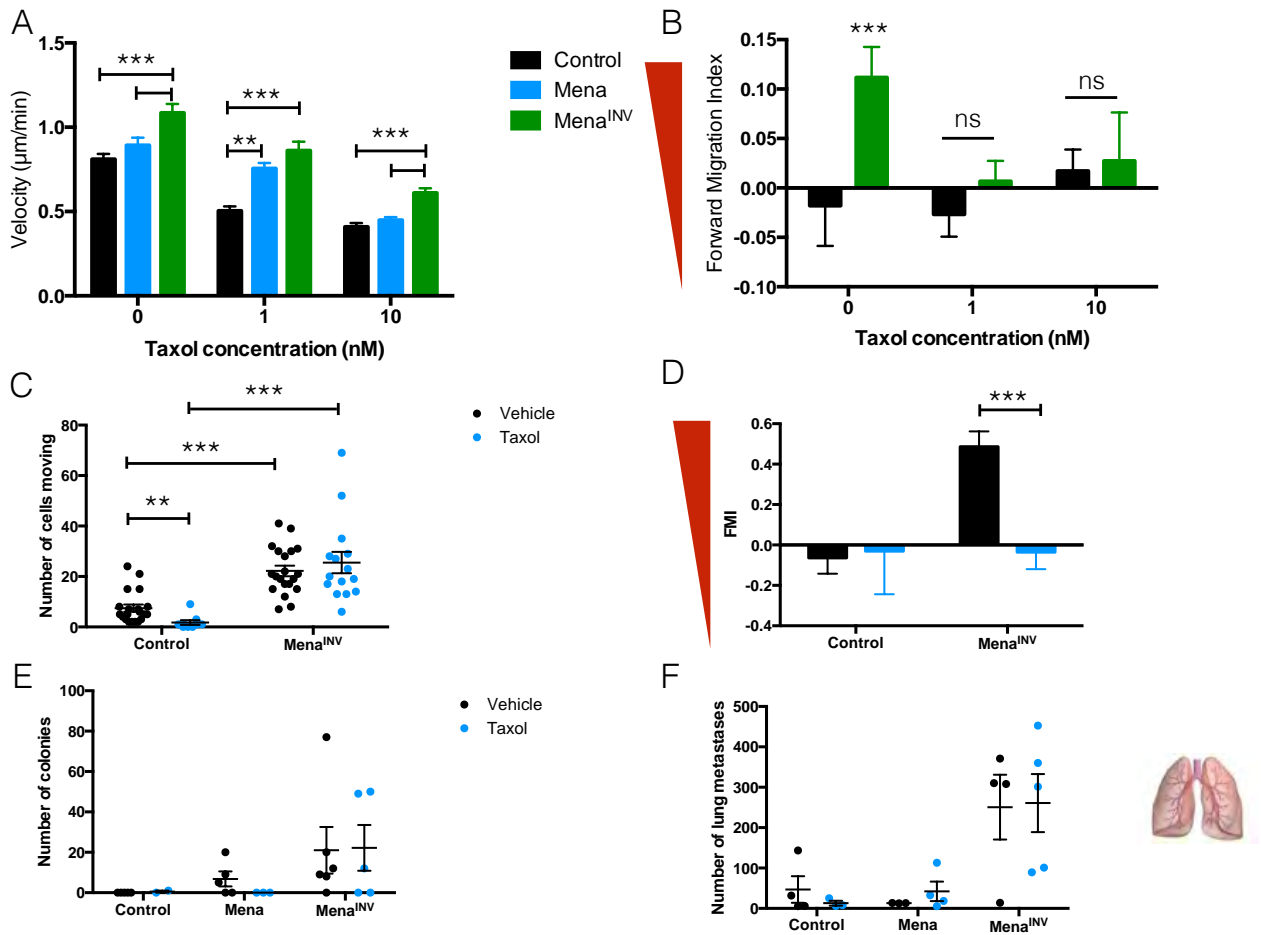 A
Velocity (µm/min)
1.5
1.0
0.5
0.0
***
***
**
***
0
1
10
Taxol concentration (nM)
Control
Mena
Mena^INV
B
Forward Migration Index
0.15
0.10
0.05
0.00
-0.05
-0.10
***
ns
ns
0
1
10
Taxol concentration (nM)
C
Number of cells moving
80
60
40
20
0
***
***
**
Control
Mena^INV
Vehicle
Taxol
D
FMI
0.6
0.4
0.2
0.0
-0.2
-0.4
***
Control
Mena^INV
E
Number of colonies
100
80
60
40
20
0
Control
Mena
Mena^INV
Vehicle
Taxol
F
Number of lung metastases
500
400
300
200
100
0
Control
Mena
Mena^INV